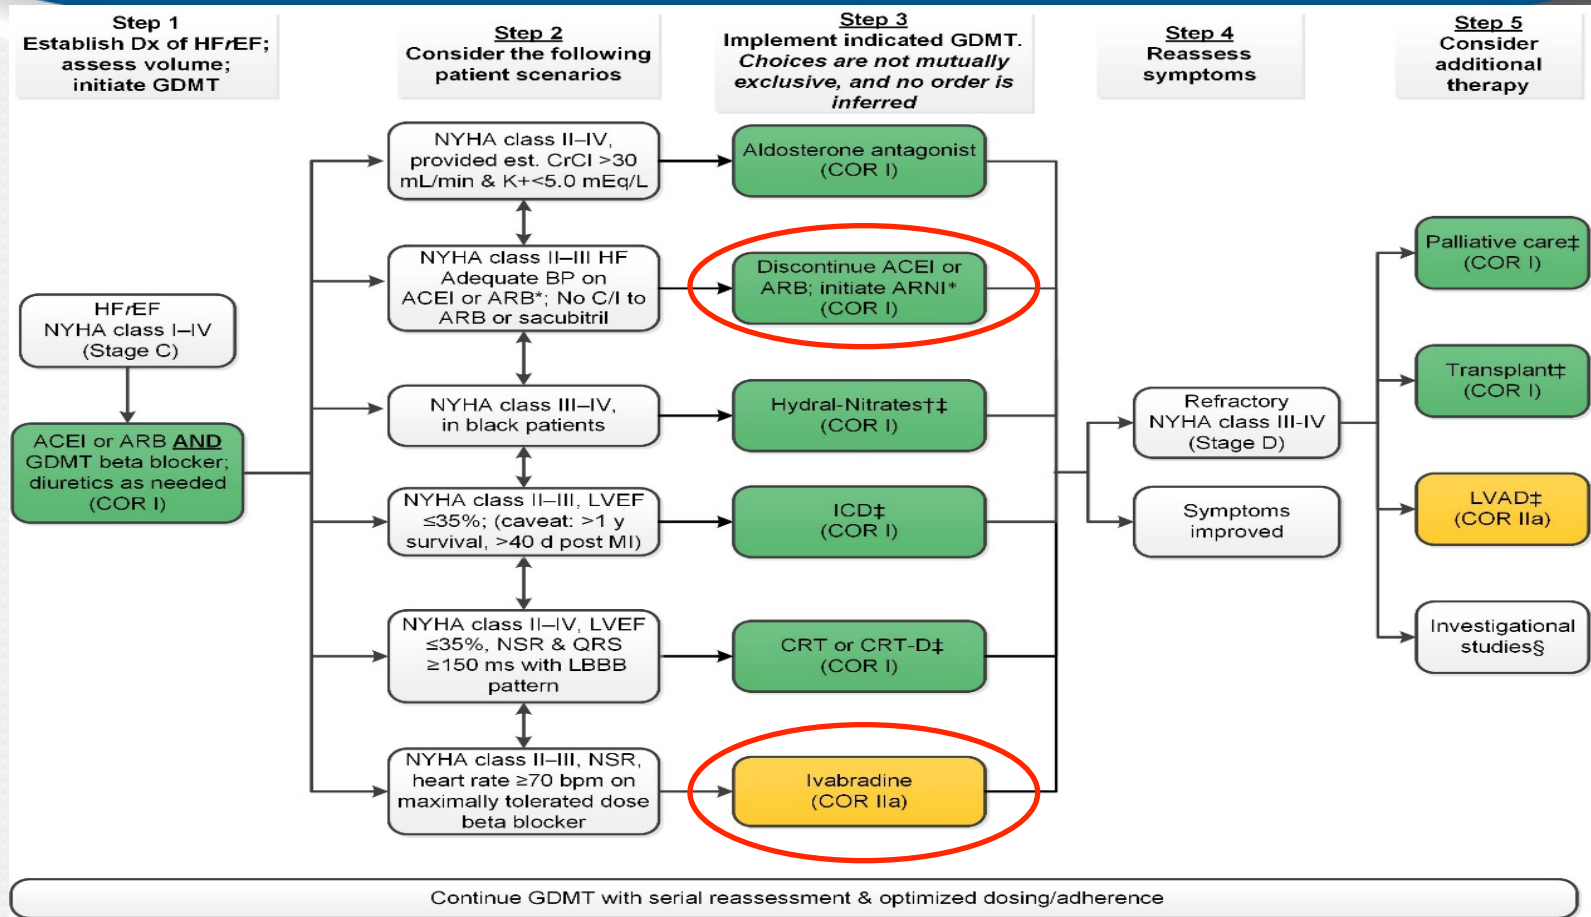 Step 1
Establish Dx of HFrEF;
assess volume;
initiate GDMT
Step 2
Consider the following
patient scenarios
Step 3
Implement indicated GDMT.
Choices are not mutually
exclusive, and no order is
inferred
Step 4
Reassess
symptoms
Step 5
Consider
additional
therapy
HFrEF
NYHA class I–IV
(Stage C)
ACEI or ARB AND
GDMT beta blocker;
diuretics as needed
(COR I)
NYHA class II–IV,
provided est. CrCl >30
mL/min & K+<5.0 mEq/L
NYHA class II–III HF
Adequate BP on
ACEI or ARB*; No C/I to
ARB or sacubitril
NYHA class III–IV,
in black patients
NYHA class II–III, LVEF
≤35%; (caveat: >1 y
survival, >40 d post MI)
NYHA class II–IV, LVEF
≤35%, NSR & QRS
≥150 ms with LBBB
pattern
NYHA class II–III, NSR,
heart rate ≥70 bpm on
maximally tolerated dose
beta blocker
Aldosterone antagonist
(COR I)
Discontinue ACEI or
ARB; initiate ARNI*
(COR I)
Hydral-Nitrates†‡
(COR I)
ICD‡
(COR I)
CRT or CRT-D‡
(COR I)
Ivabradine
(COR IIa)
Refractory
NYHA class III-IV
(Stage D)
Symptoms
improved
Palliative care‡
(COR I)
Transplant‡
(COR I)
LVAD‡
(COR IIa)
Investigational
studies§
Continue GDMT with serial reassessment & optimized dosing/adherence